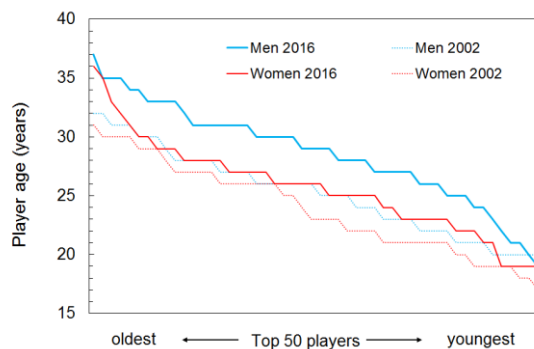 40
Men 2016 Men 2002
Women 2016 Women 2002
35
30
25
20
15
Player age (years)
oldest Top 50 players youngest